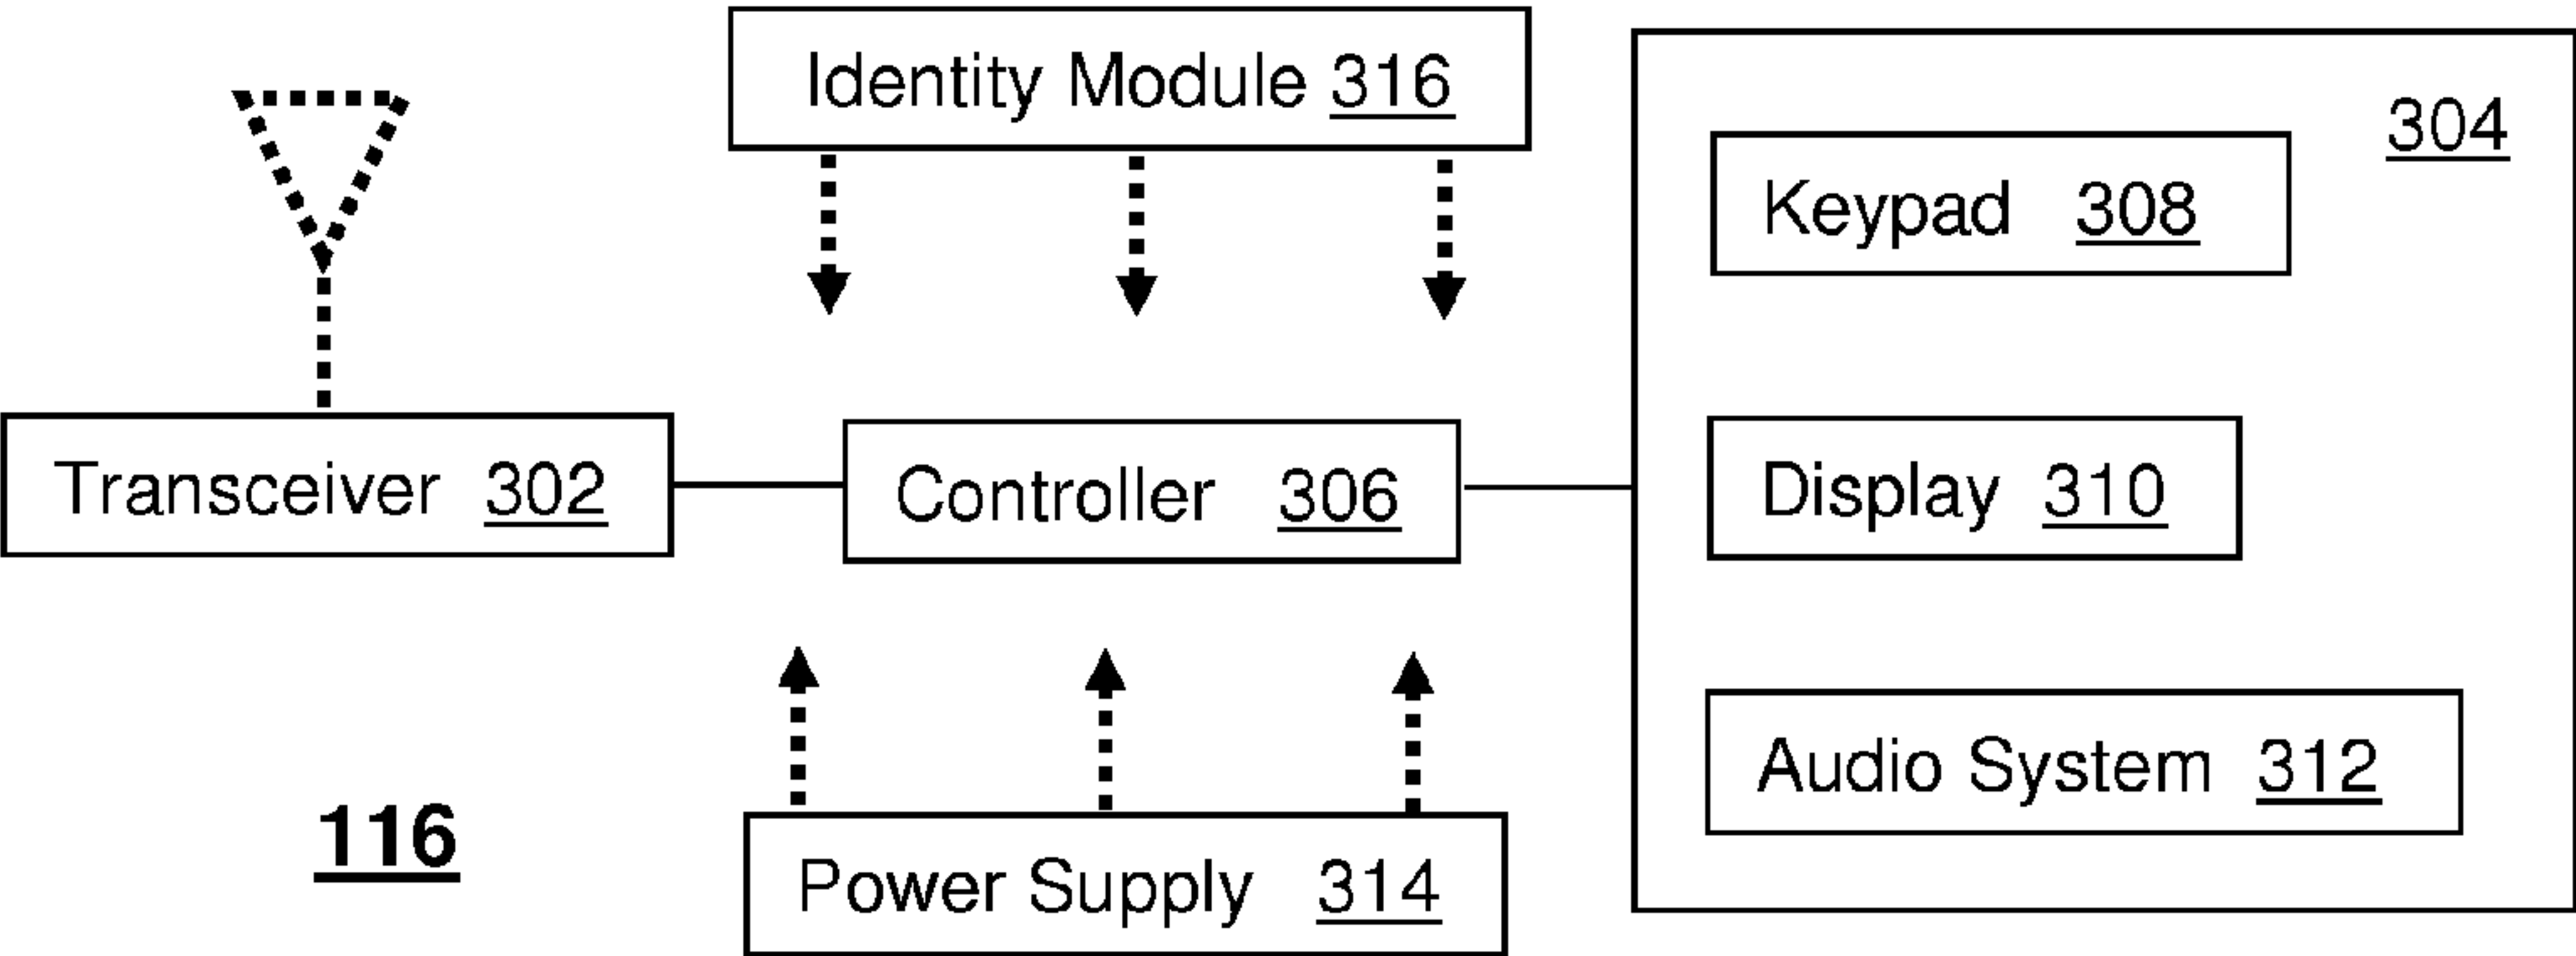 Identity Module 316
304
Keypad 308
Transceiver 302
Controller 306
Display 310
Audio System 312
116
Power Supply 314